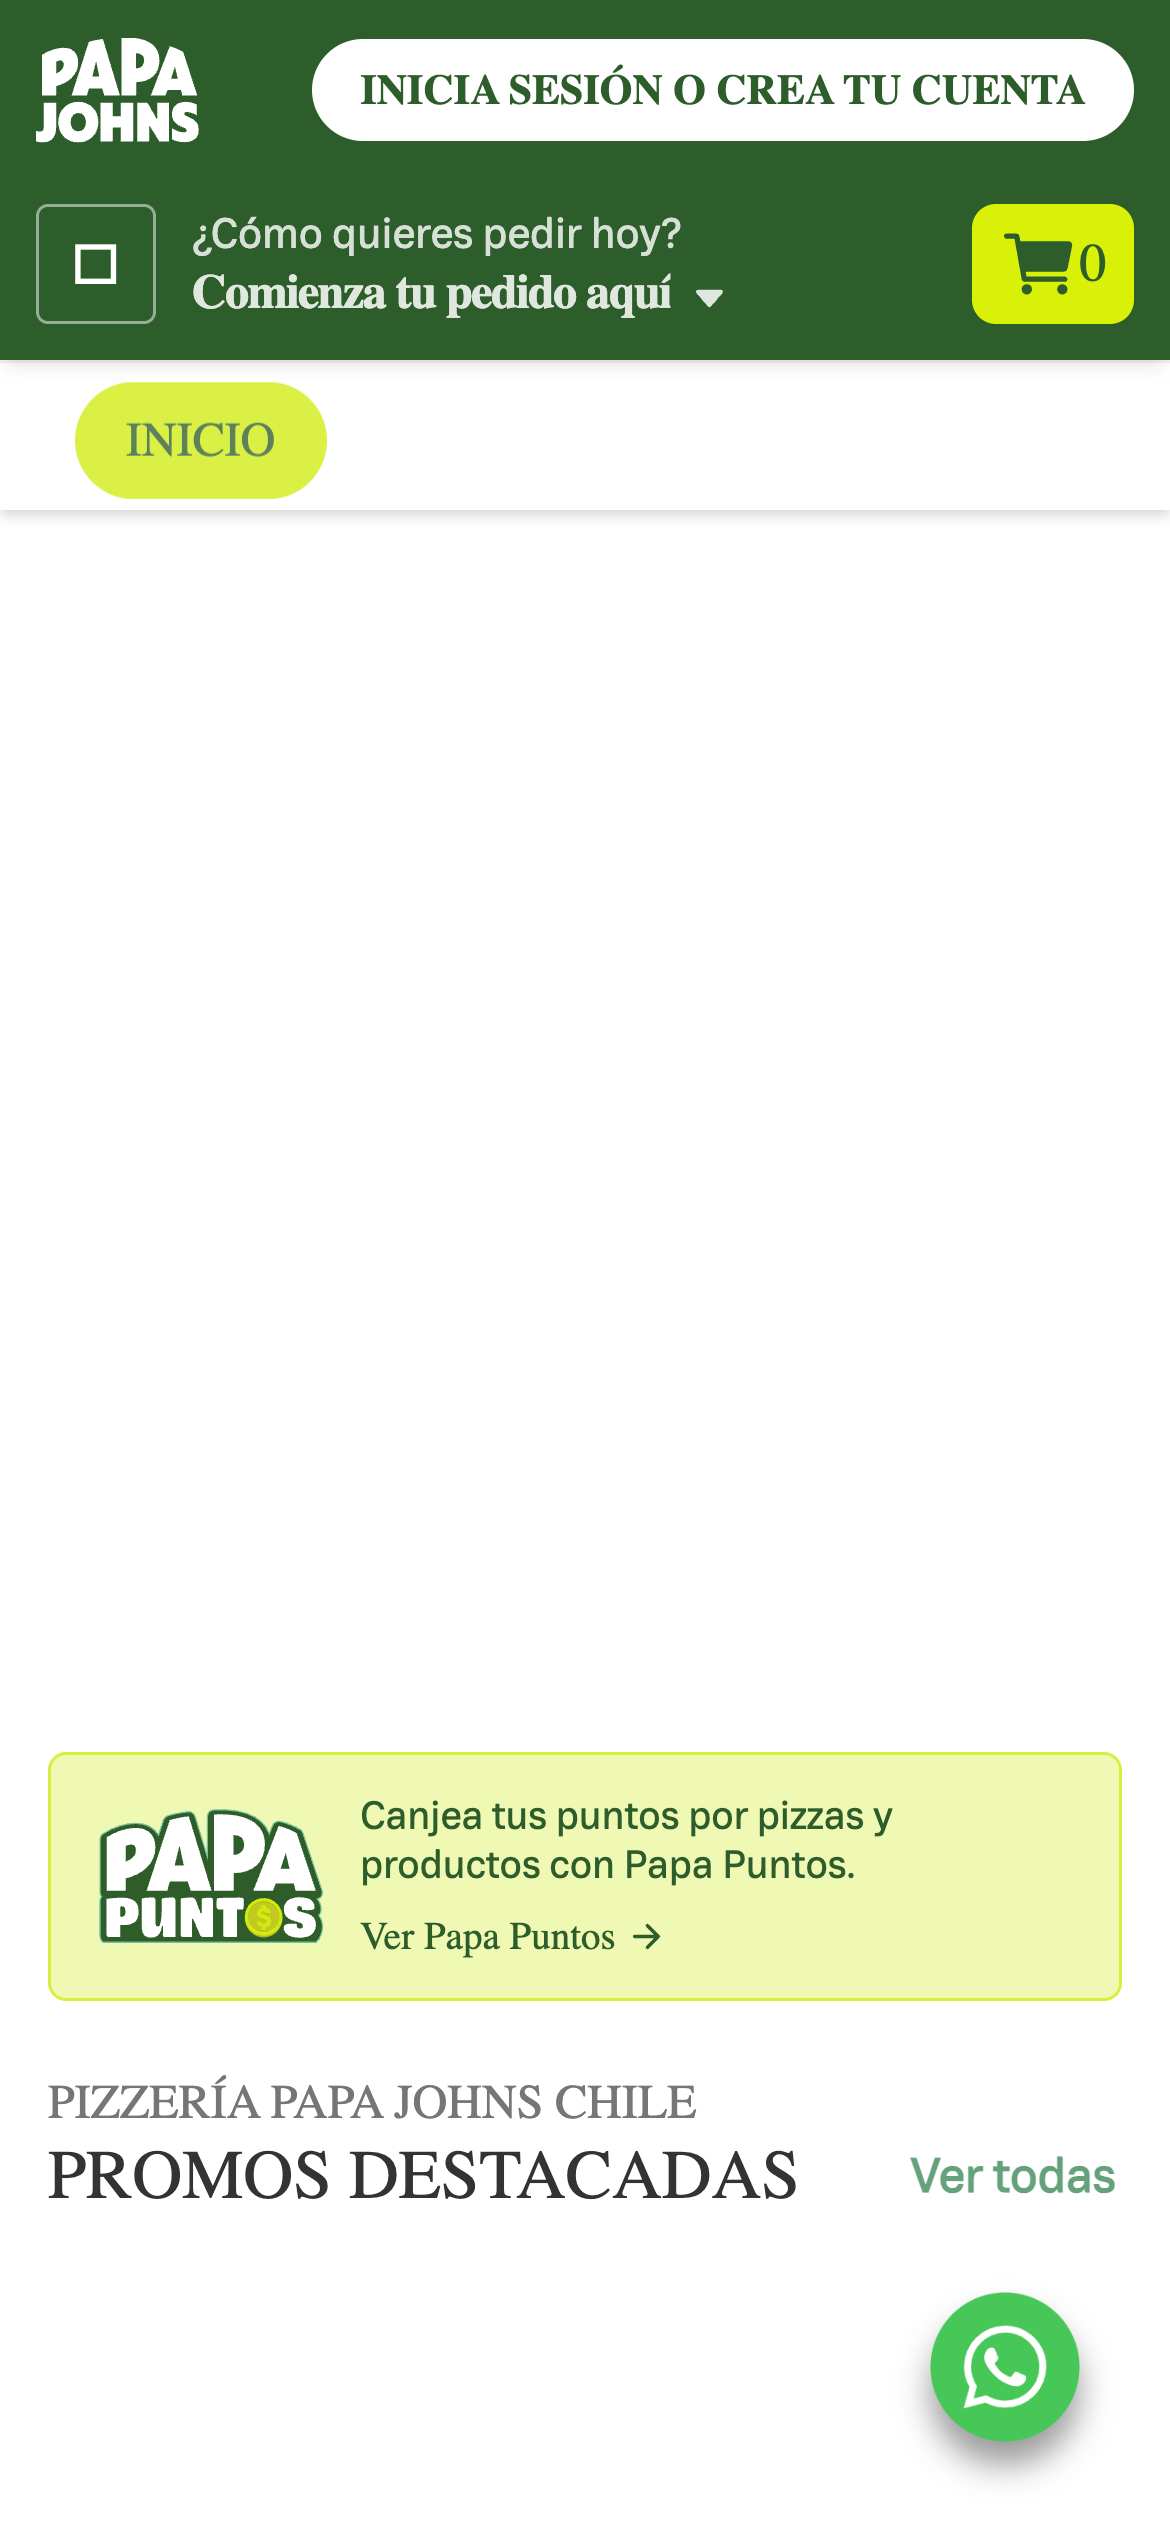 PAPA
JOHNS
INICIA SESIÓN O CREA TU CUENTA
¿Cómo quieres pedir hoy?
Comienza tu pedido aquí
0
INICIO
PAPA
PUNTOS
Canjea tus puntos por pizzas y
productos con Papa Puntos.
Ver Papa Puntos →
PIZZERÍA PAPA JOHNS CHILE
PROMOS DESTACADAS
Ver todas